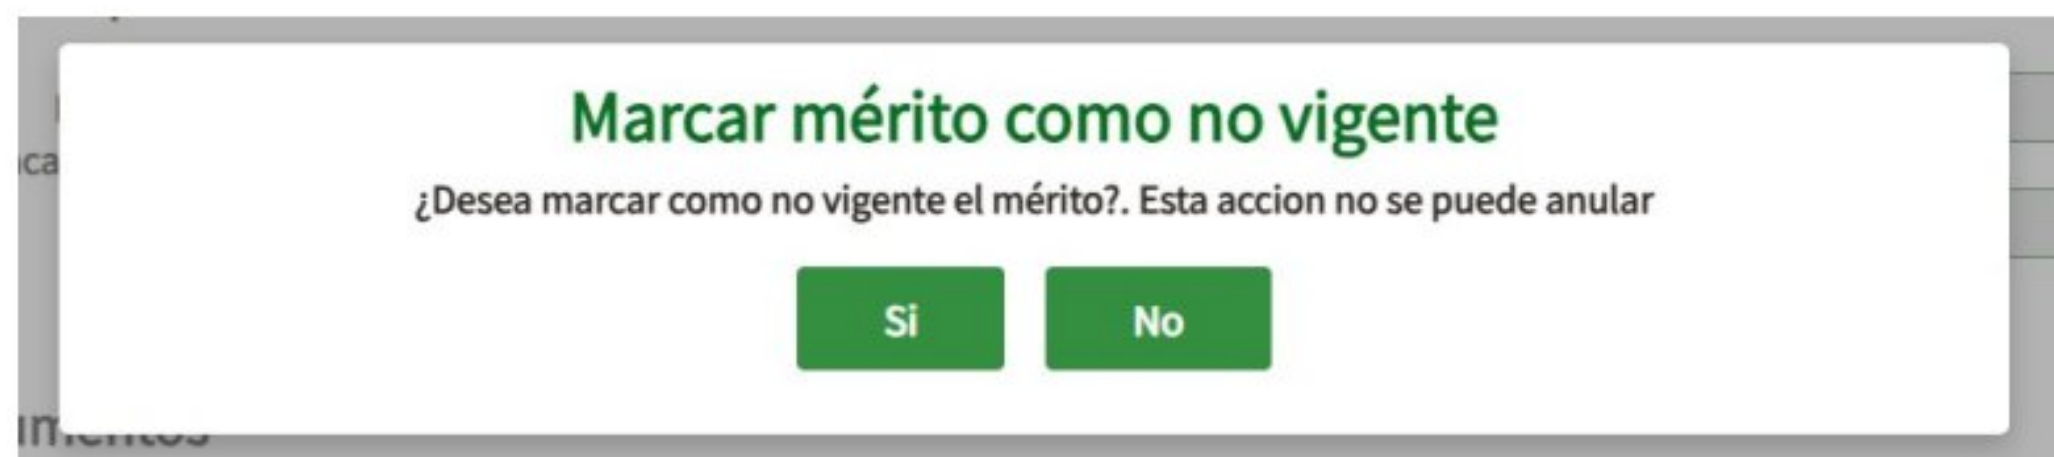 Marcar mérito como no vigente
¿Desea marcar como no vigente el mérito?. Esta accion no se puede anular
Si
No